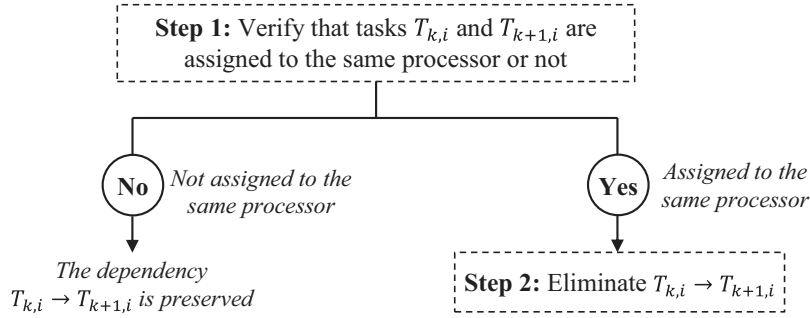 Step 1: Verify that tasks T_{k,i} and T_{k+1,i} are
assigned to the same processor or not
No
Not assigned to the
same processor
Yes
Assigned to the
same processor
The dependency
T_{k,i} → T_{k+1,i} is preserved
Step 2: Eliminate T_{k,i} → T_{k+1,i}